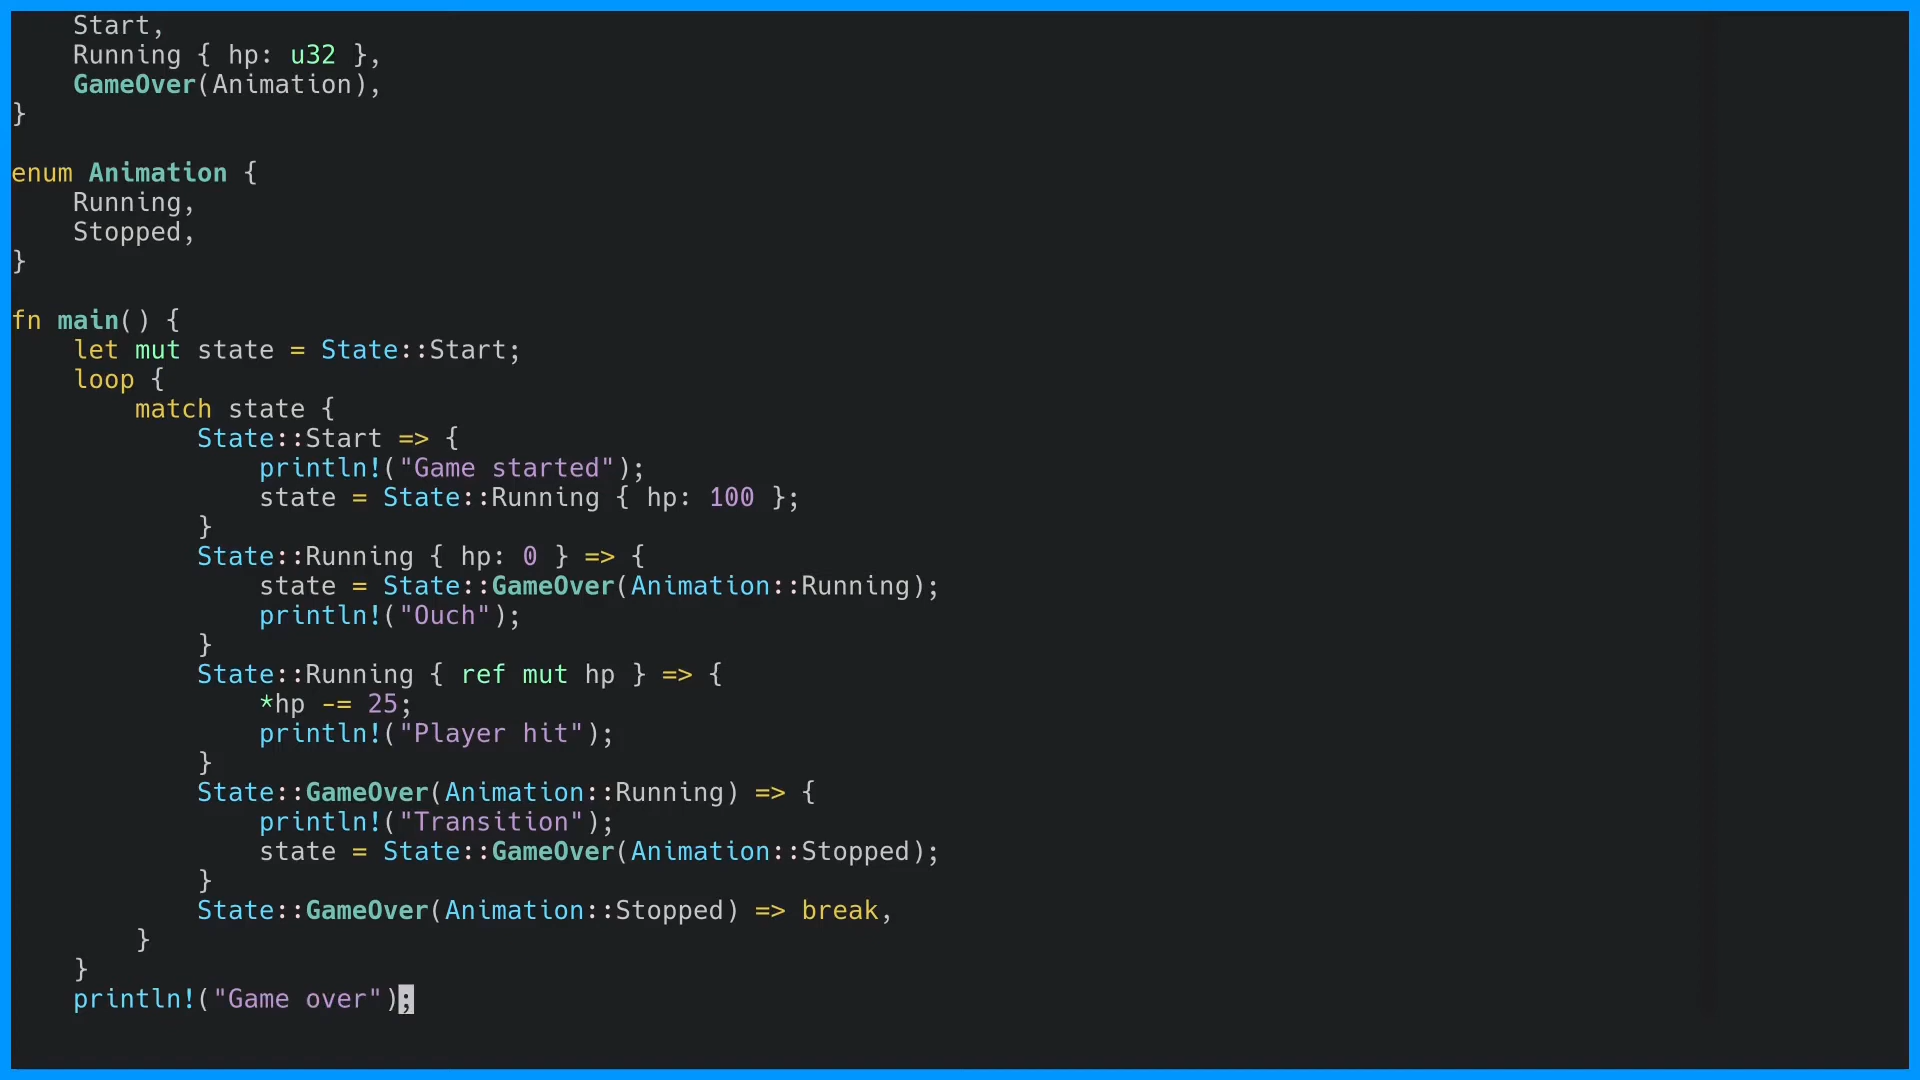 Start,
    Running { hp: u32 },
    GameOver(Animation),
}

enum Animation {
    Running,
    Stopped,
}

fn main() {
    let mut state = State::Start;
    loop {
        match state {
            State::Start => {
                println!("Game started");
                state = State::Running { hp: 100 };
            }
            State::Running { hp: 0 } => {
                state = State::GameOver(Animation::Running);
                println!("Ouch");
            }
            State::Running { ref mut hp } => {
                *hp -= 25;
                println!("Player hit");
            }
            State::GameOver(Animation::Running) => {
                println!("Transition");
                state = State::GameOver(Animation::Stopped);
            }
            State::GameOver(Animation::Stopped) => break,
        }
    }
    println!("Game over");